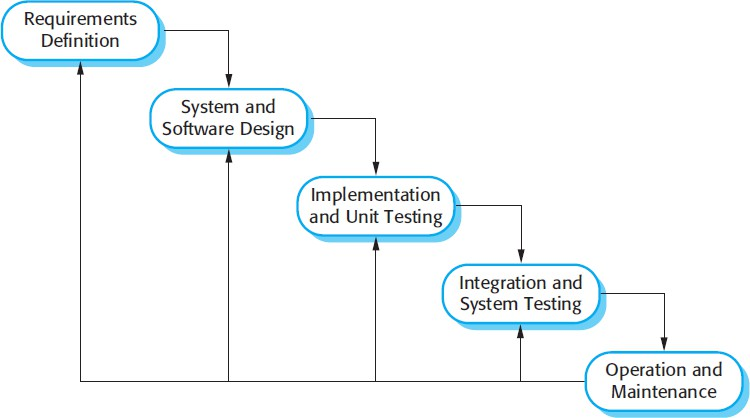 Requirements
Definition
System and
Software Design
Implementation
and Unit Testing
Integration and
System Testing
Operation and
Maintenance